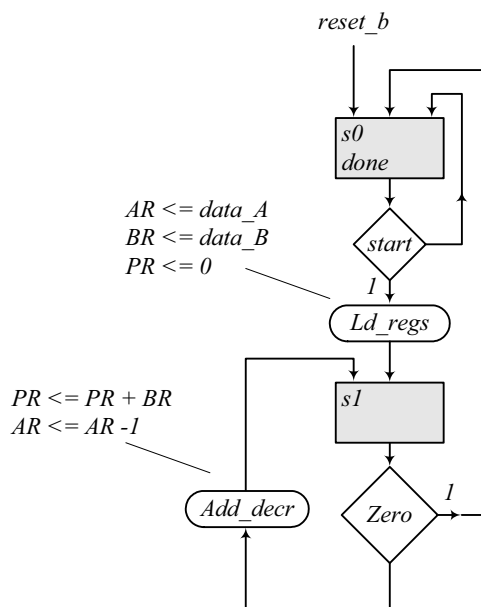 reset_b
s0
done
AR <= data_A
BR <= data_B
PR <= 0
start
1
Ld_regs
PR <= PR + BR
AR <= AR -1
s1
Add_decr
Zero
1